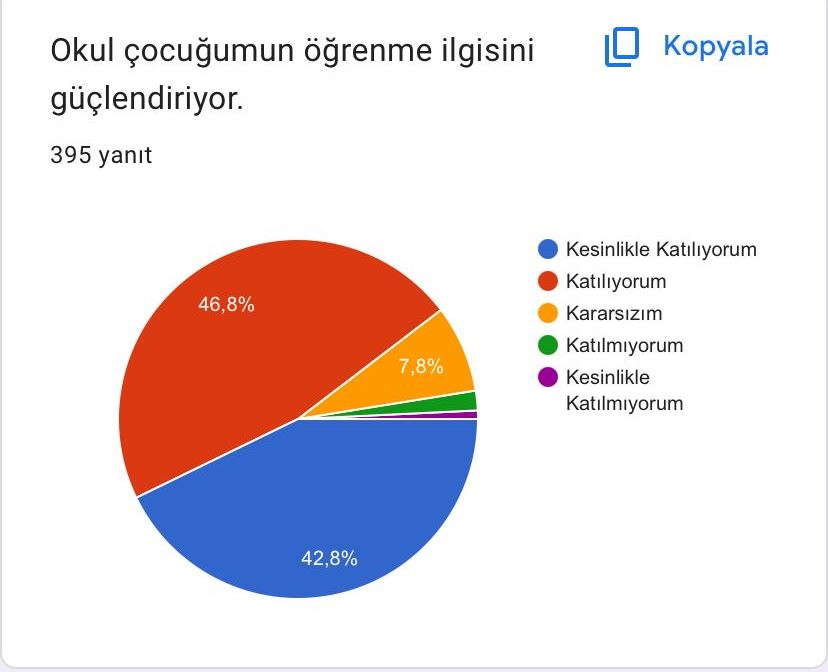 Okul çocuğumun öğrenme ilgisini
güçlendiriyor.
Kopyala
395 yanıt
Kesinlikle Katılıyorum
Katılıyorum
Kararsızım
Katılmıyorum
Kesinlikle
Katılmıyorum
46,8%
7,8%
42,8%